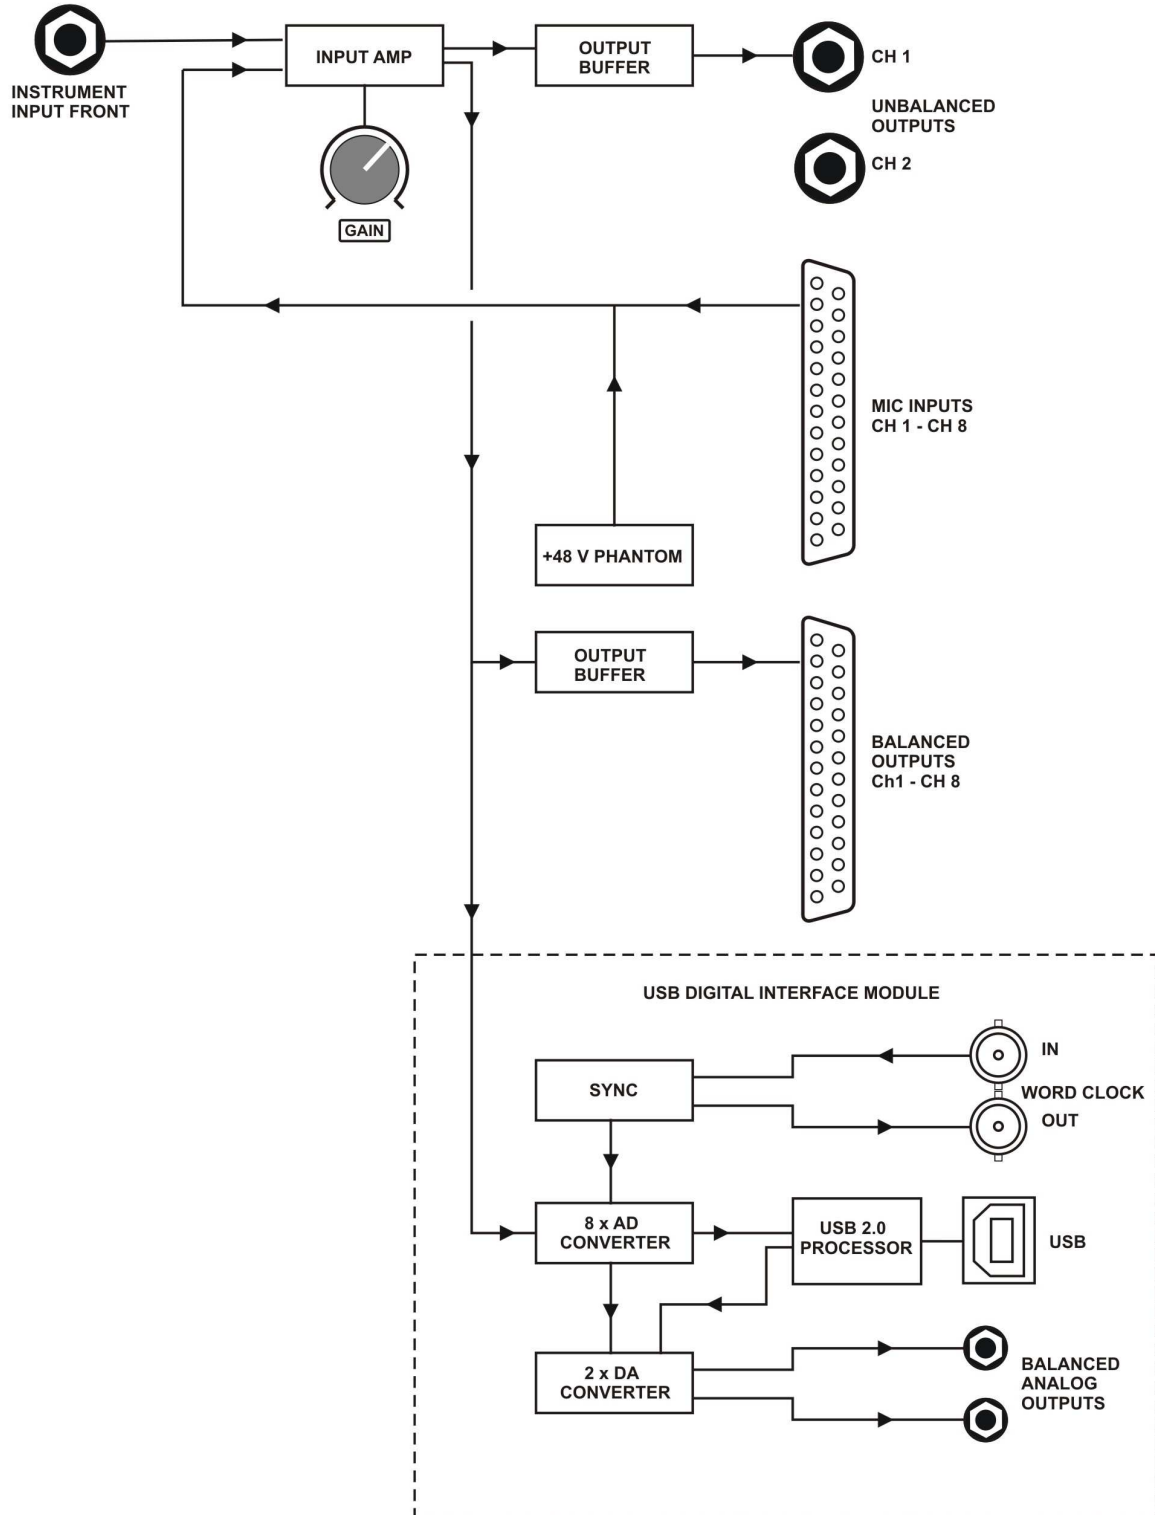 INSTRUMENT
INPUT FRONT
INPUT AMP
GAIN
OUTPUT
BUFFER
CH 1
UNBALANCED
OUTPUTS
CH 2
MIC INPUTS
CH 1 - CH 8
+48 V PHANTOM
OUTPUT
BUFFER
BALANCED
OUTPUTS
Ch1 - CH 8
USB DIGITAL INTERFACE MODULE
SYNC
IN
WORD CLOCK
OUT
8 x AD
CONVERTER
USB 2.0
PROCESSOR
USB
2 x DA
CONVERTER
BALANCED
ANALOG
OUTPUTS